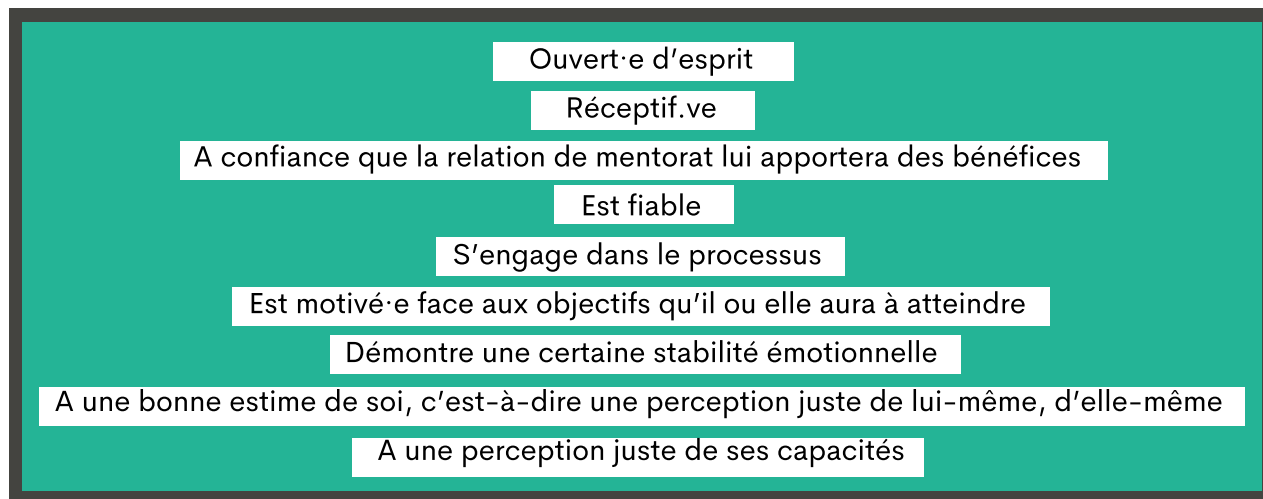 Ouvert·e d’esprit
Réceptif.ve
A confiance que la relation de mentorat lui apportera des bénéfices
Est fiable
S’engage dans le processus
Est motivé·e face aux objectifs qu’il ou elle aura à atteindre
Démontre une certaine stabilité émotionnelle
A une bonne estime de soi, c’est-à-dire une perception juste de lui-même, d’elle-même
A une perception juste de ses capacités